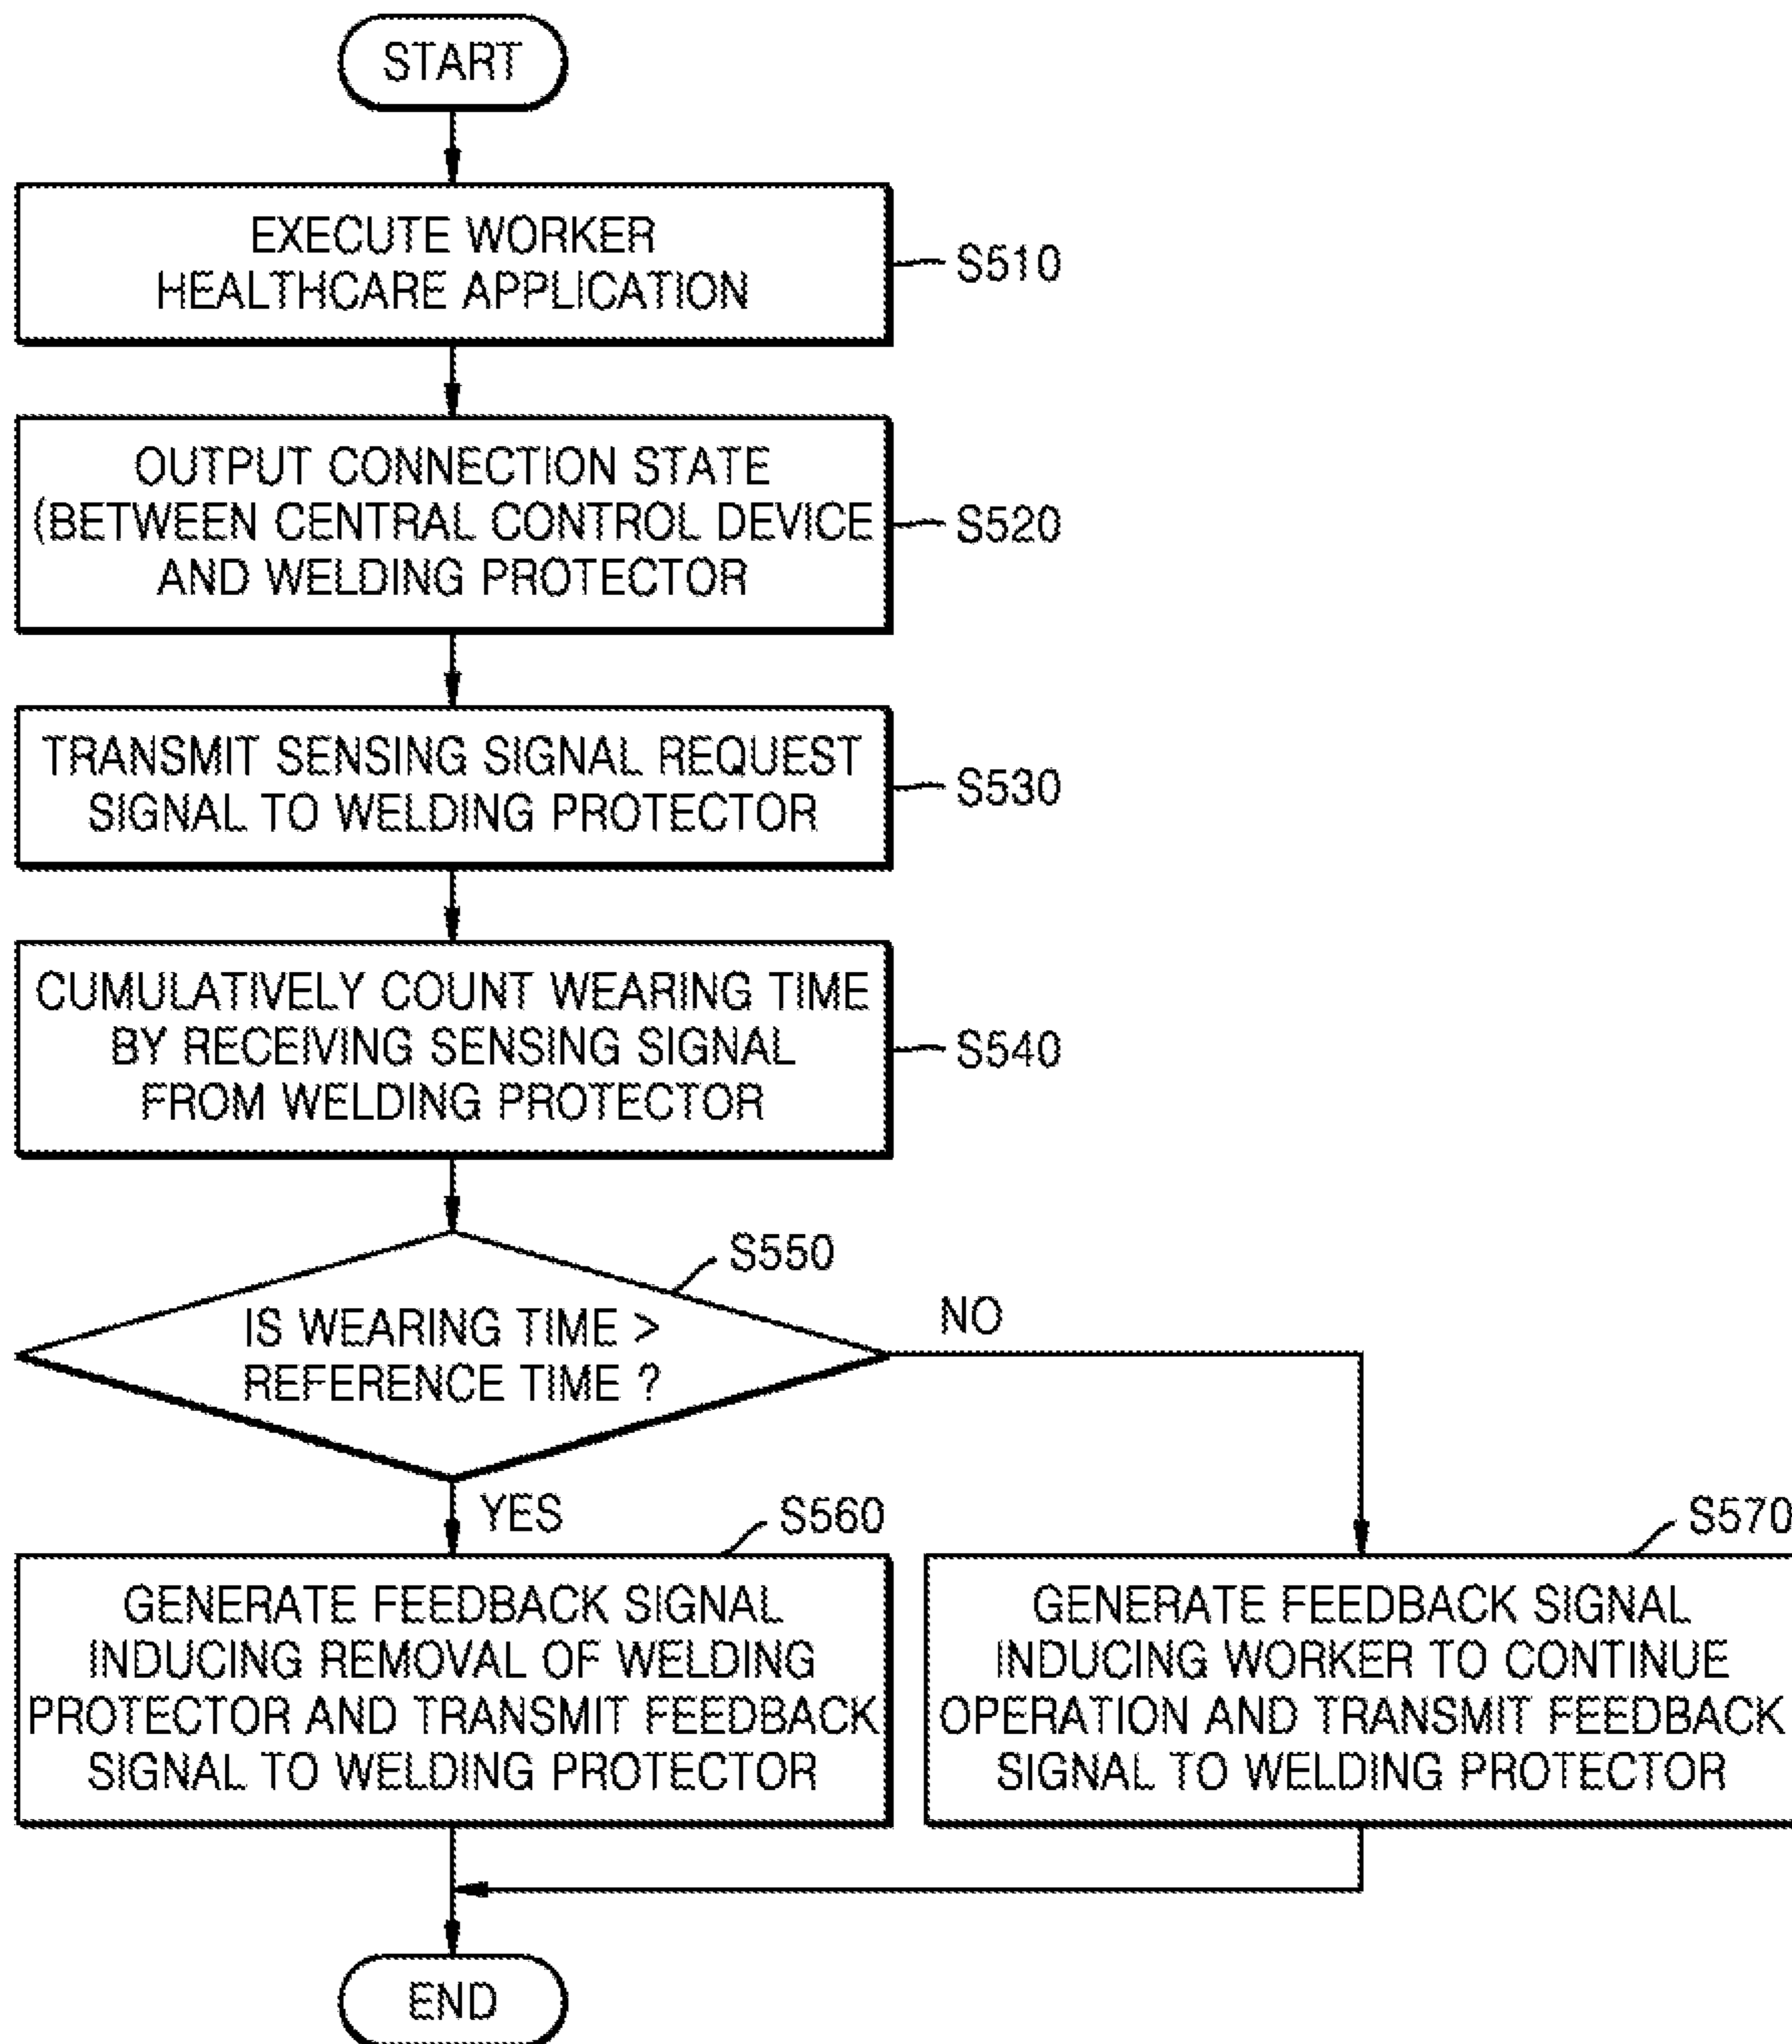 START
EXECUTE WORKER
HEALTHCARE APPLICATION
S510
OUTPUT CONNECTION STATE
(BETWEEN CENTRAL CONTROL DEVICE
AND WELDING PROTECTOR
S520
TRANSMIT SENSING SIGNAL REQUEST
SIGNAL TO WELDING PROTECTOR
S530
CUMULATIVELY COUNT WEARING TIME
BY RECEIVING SENSING SIGNAL
FROM WELDING PROTECTOR
S540
S550
IS WEARING TIME >
REFERENCE TIME ?
NO
YES
S560
GENERATE FEEDBACK SIGNAL
INDUCING REMOVAL OF WELDING
PROTECTOR AND TRANSMIT FEEDBACK
SIGNAL TO WELDING PROTECTOR
S570
GENERATE FEEDBACK SIGNAL
INDUCING WORKER TO CONTINUE
OPERATION AND TRANSMIT FEEDBACK
SIGNAL TO WELDING PROTECTOR
END